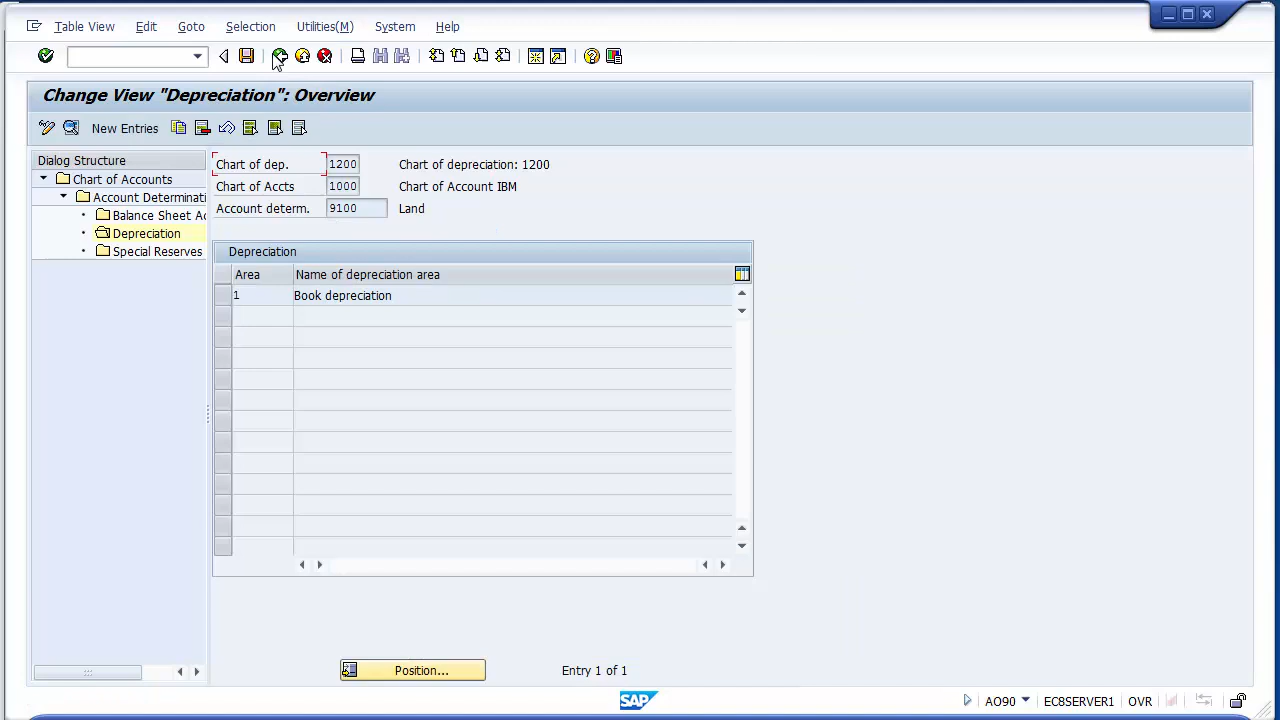 Table View Edit Goto Selection Utilities(M) System Help
Change View "Depreciation": Overview
New Entries
Dialog Structure
Chart of Accounts
Account Determinati
Balance Sheet Ac
Depreciation
Special Reserves
Chart of dep. 1200 Chart of depreciation: 1200
Chart of Accts 1000 Chart of Account IBM
Account determ. 9100 Land
Depreciation
Area Name of depreciation area
1 Book depreciation
Position... Entry 1 of 1
SAP AO90 EC8SERVER1 OVR